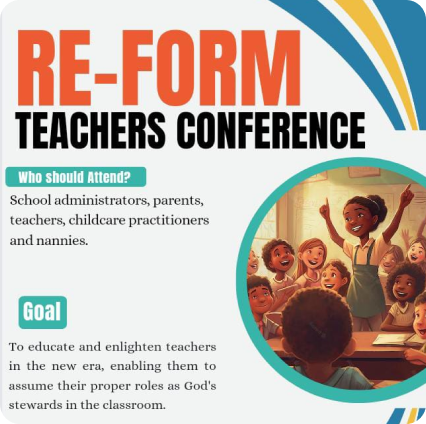 RE-FORM
TEACHERS CONFERENCE
Who should Attend?
School administrators, parents,
teachers, childcare practitioners
and nannies.
Goal
To educate and enlighten teachers
in the new era, enabling them to
assume their proper roles as God's
stewards in the classroom.